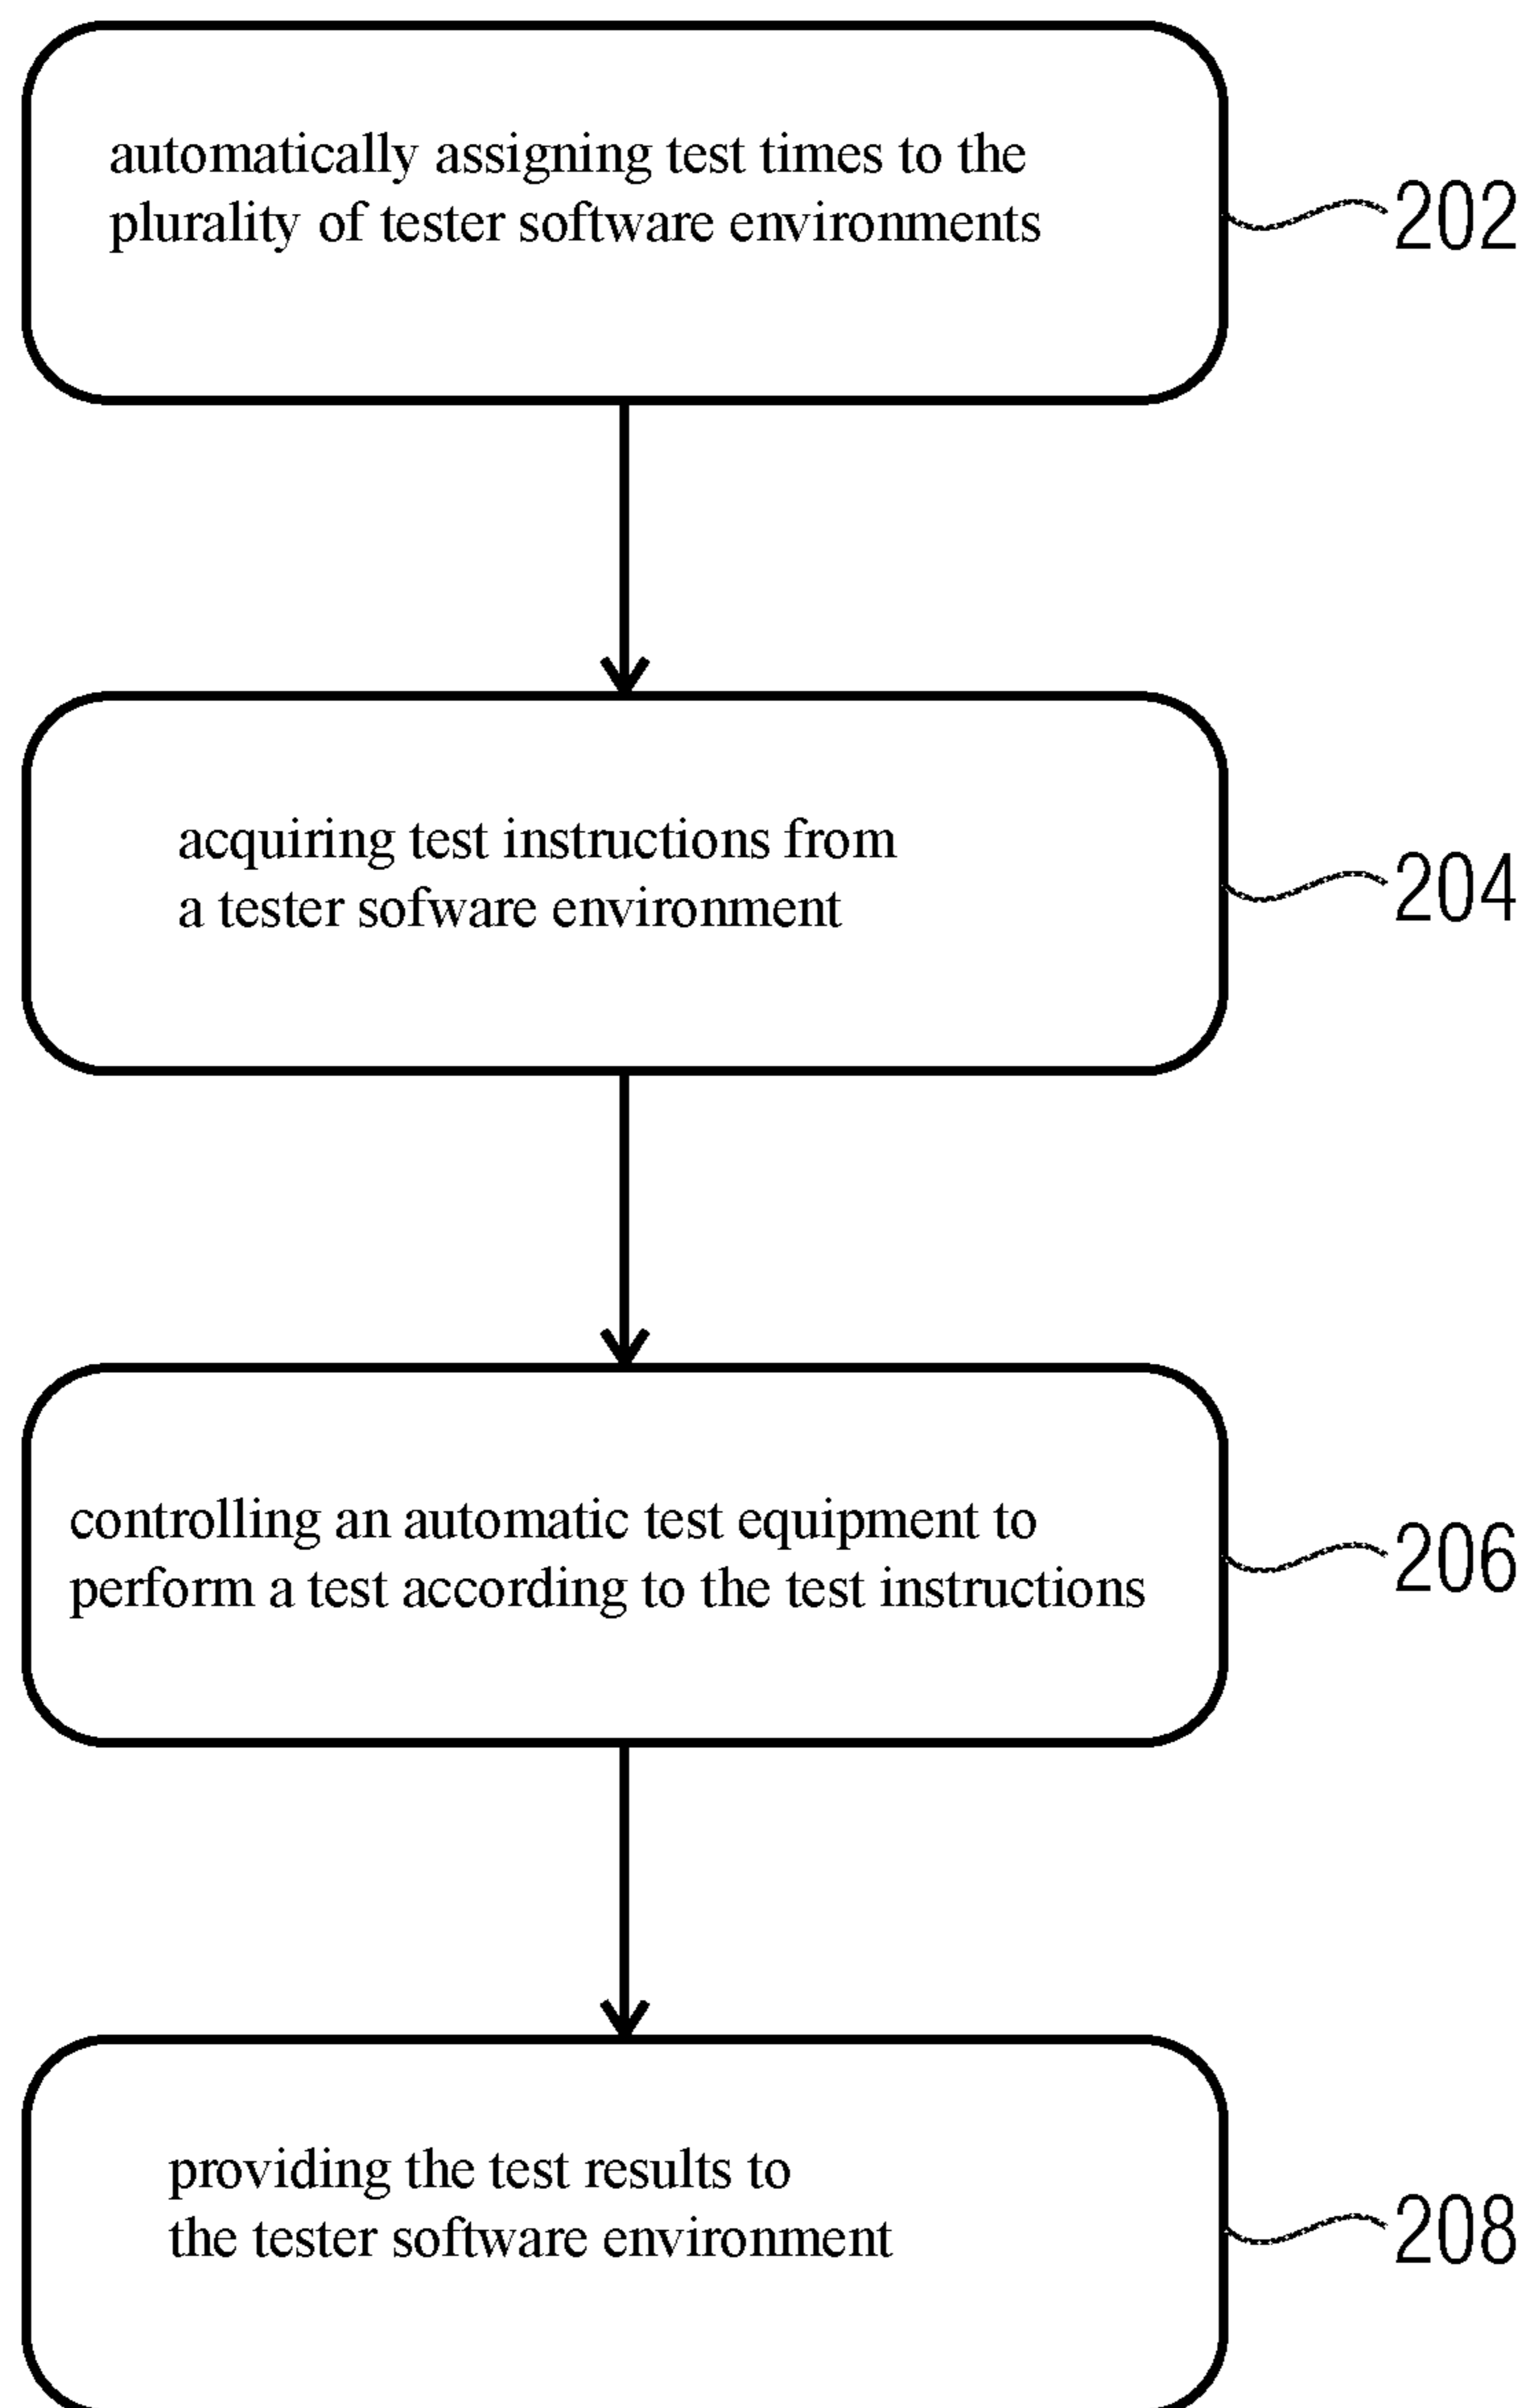 automatically assigning test times to the
plurality of tester software environments
202
acquiring test instructions from
a tester sofware environment
204
controlling an automatic test equipment to
perform a test according to the test instructions
206
providing the test results to
the tester software environment
208